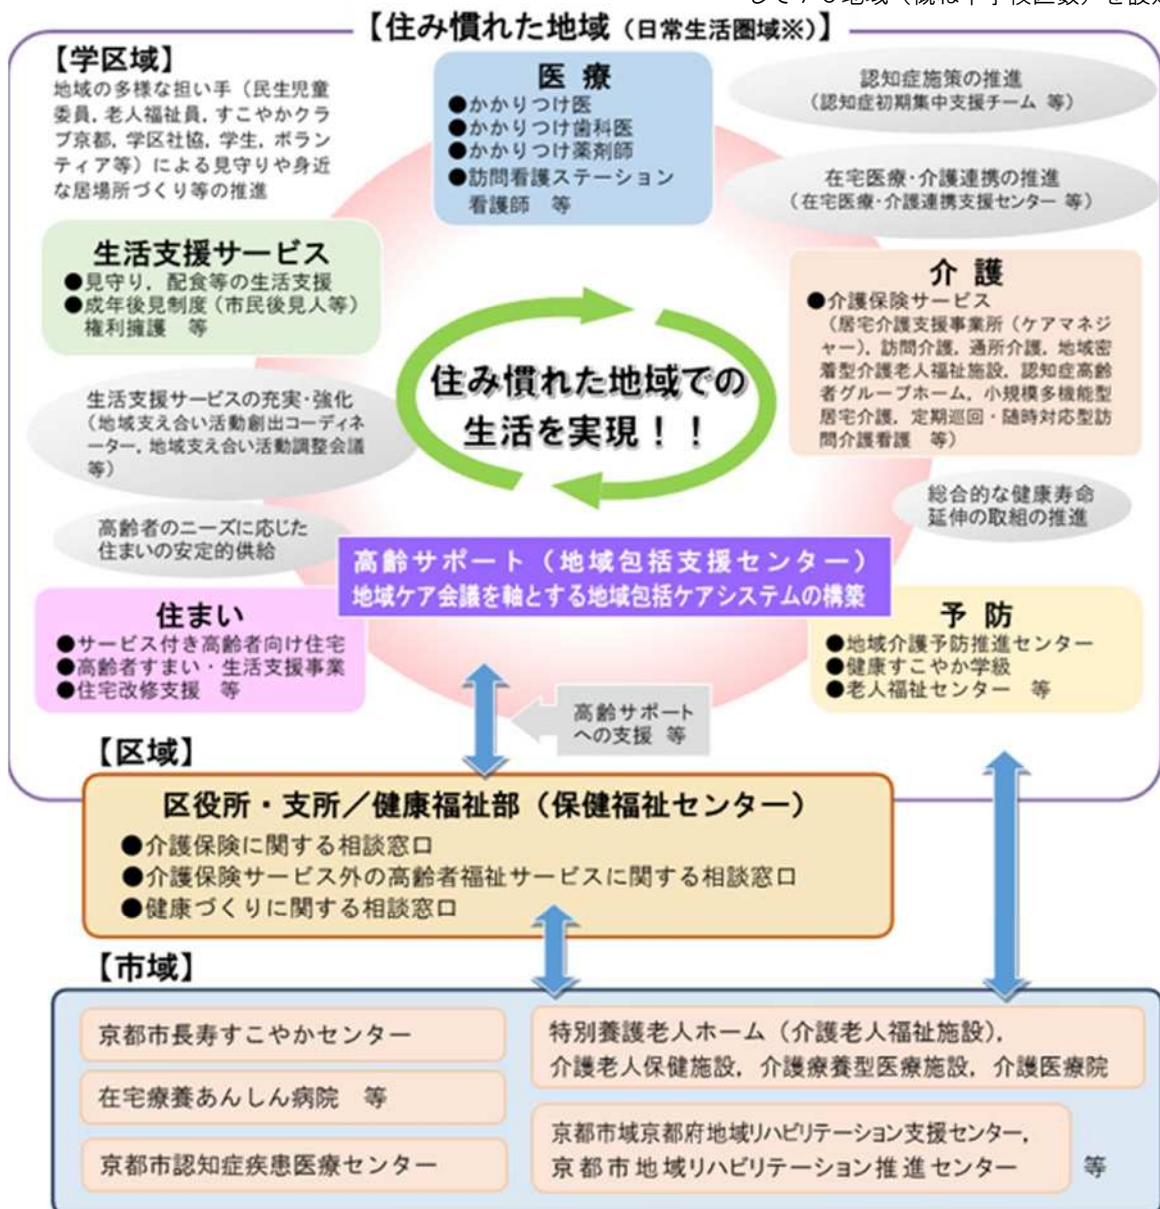 【住み慣れた地域（日常生活圏域※）】
【学区域】
地域の多様な担い手（民生児童
委員，老人福祉員，すこやかクラ
ブ京都，学区社協，学生，ボラン
ティア等）による見守りや身近
な居場所づくり等の推進
医 療
●かかりつけ医
●かかりつけ歯科医
●かかりつけ薬剤師
●訪問看護ステーション
看護師　等
認知症施策の推進
（認知症初期集中支援チーム 等）
在宅医療・介護連携の推進
（在宅医療・介護連携支援センター 等）
生活支援サービス
●見守り，配食等の生活支援
●成年後見制度（市民後見人等）
権利擁護　等
介 護
●介護保険サービス
（居宅介護支援事業所（ケアマネジ
ャー），訪問介護，通所介護，地域密
着型介護老人福祉施設，認知症高齢
者グループホーム，小規模多機能型
居宅介護，定期巡回・随時対応型訪
問介護看護　等）
住み慣れた地域での
生活を実現！！
生活支援サービスの充実・強化
（地域支え合い活動創出コーディネ
ーター，地域支え合い活動調整会議
等）
総合的な健康寿命
延伸の取組の推進
高齢者のニーズに応じた
住まいの安定的供給
高齢サポート（地域包括支援センター）
地域ケア会議を軸とする地域包括ケアシステムの構築
住まい
●サービス付き高齢者向け住宅
●高齢者すまい・生活支援事業
●住宅改修支援　等
予 防
●地域介護予防推進センター
●健康すこやか学級
●老人福祉センター　等
高齢サポート
への支援　等
【区域】
区役所・支所／健康福祉部（保健福祉センター）
●介護保険に関する相談窓口
●介護保険サービス外の高齢者福祉サービスに関する相談窓口
●健康づくりに関する相談窓口
【市域】
京都市長寿すこやかセンター
在宅療養あんしん病院　等
京都市認知症疾患医療センター
特別養護老人ホーム（介護老人福祉施設），
介護老人保健施設，介護療養型医療施設，介護医療院
京都市域京都府地域リハビリテーション支援センター，
京都市地域リハビリテーション推進センター
等